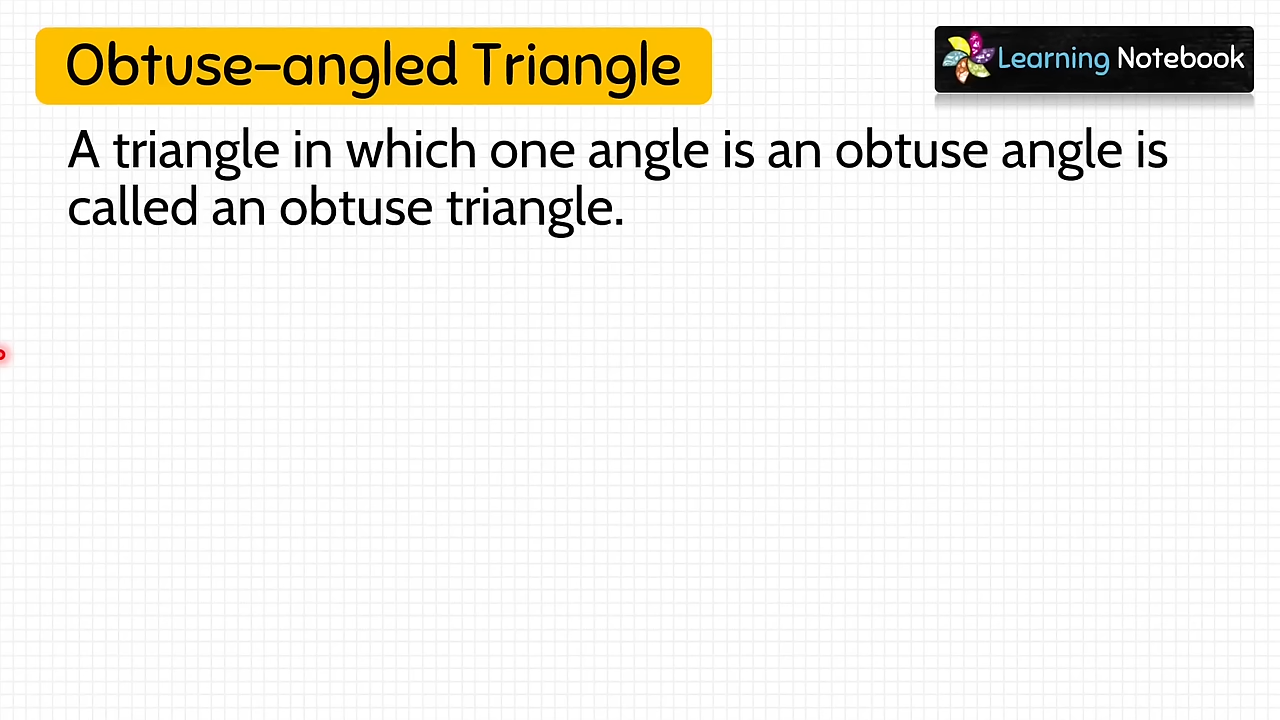 Obtuse-angled Triangle
Learning Notebook
A triangle in which one angle is an obtuse angle is
called an obtuse triangle.